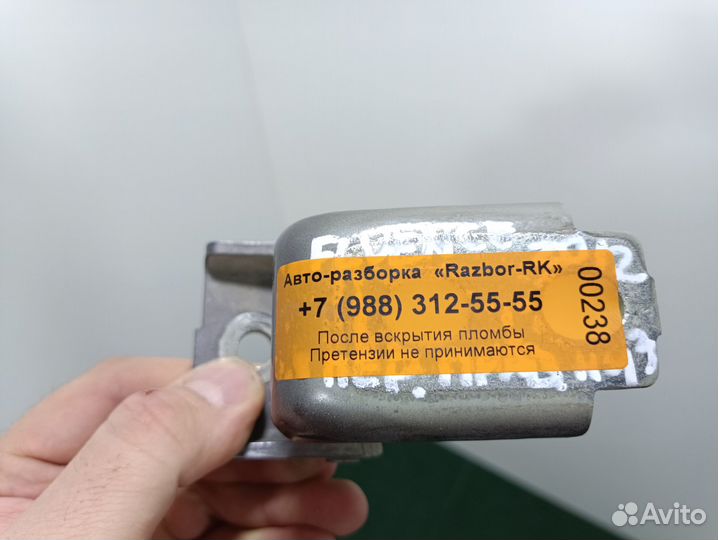 Авто-разборка «Razbor-RK»
+7 (988) 312-55-55
После вскрытия пломбы
Претензии не принимаются
00238
Avito